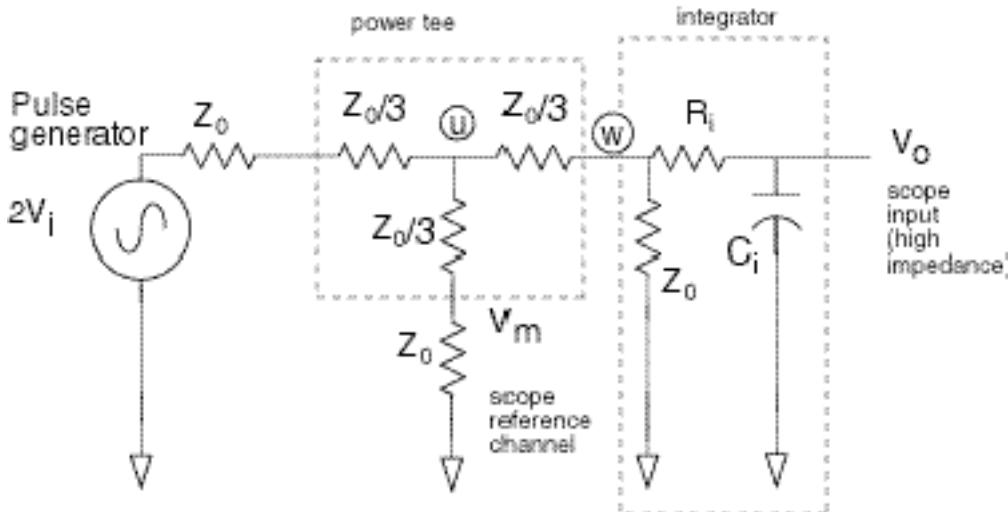 power tee
integrator
Pulse
generator
Z₀
Z₀/3
u
Z₀/3
w
Rᵢ
Vₒ
2Vᵢ
Z₀/3
Cᵢ
Z₀
scope
input
(high
impedance)
Z₀
Vₘ
scope
reference
channel